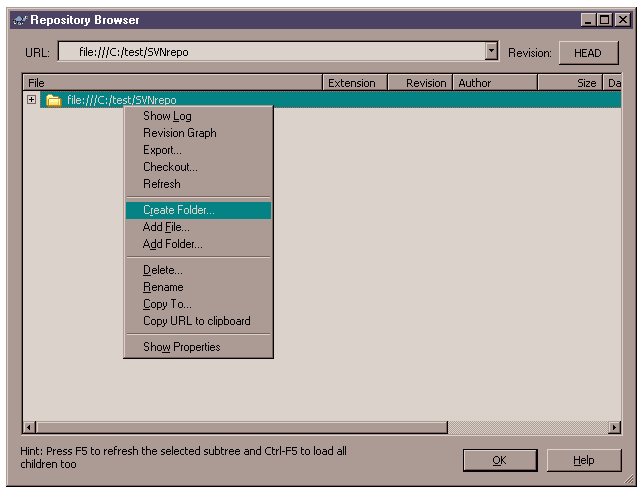 Repository Browser
URL: file:///C:/test/SVNrepo Revision: HEAD
File Extension Revision Author Size Da
file:///C:/test/SVNrepo
Show Log
Revision Graph
Export...
Checkout...
Refresh
Create Folder...
Add File...
Add Folder...
Delete...
Rename
Copy To...
Copy URL to clipboard
Show Properties
Hint: Press F5 to refresh the selected subtree and Ctrl-F5 to load all
children too
OK Help